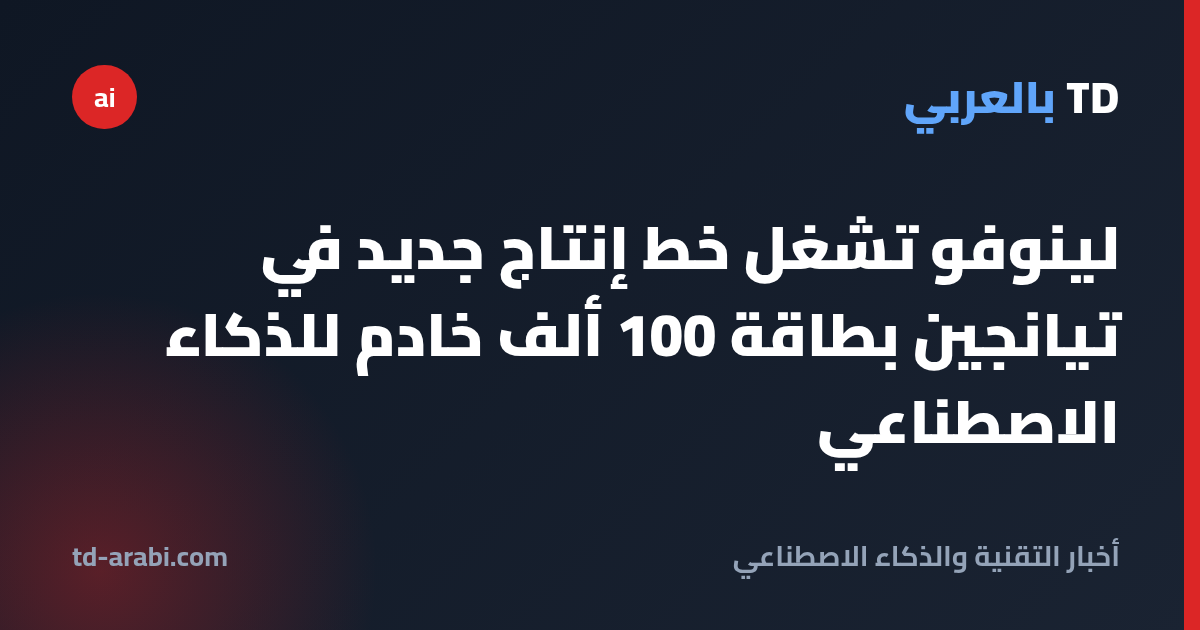 TD بالعربي
ai
لينوفو تشغل خط إنتاج جديد في
تيانجين بطاقة 100 ألف خادم للذكاء
الاصطناعي
أخبار التقنية والذكاء الاصطناعي
td-arabi.com